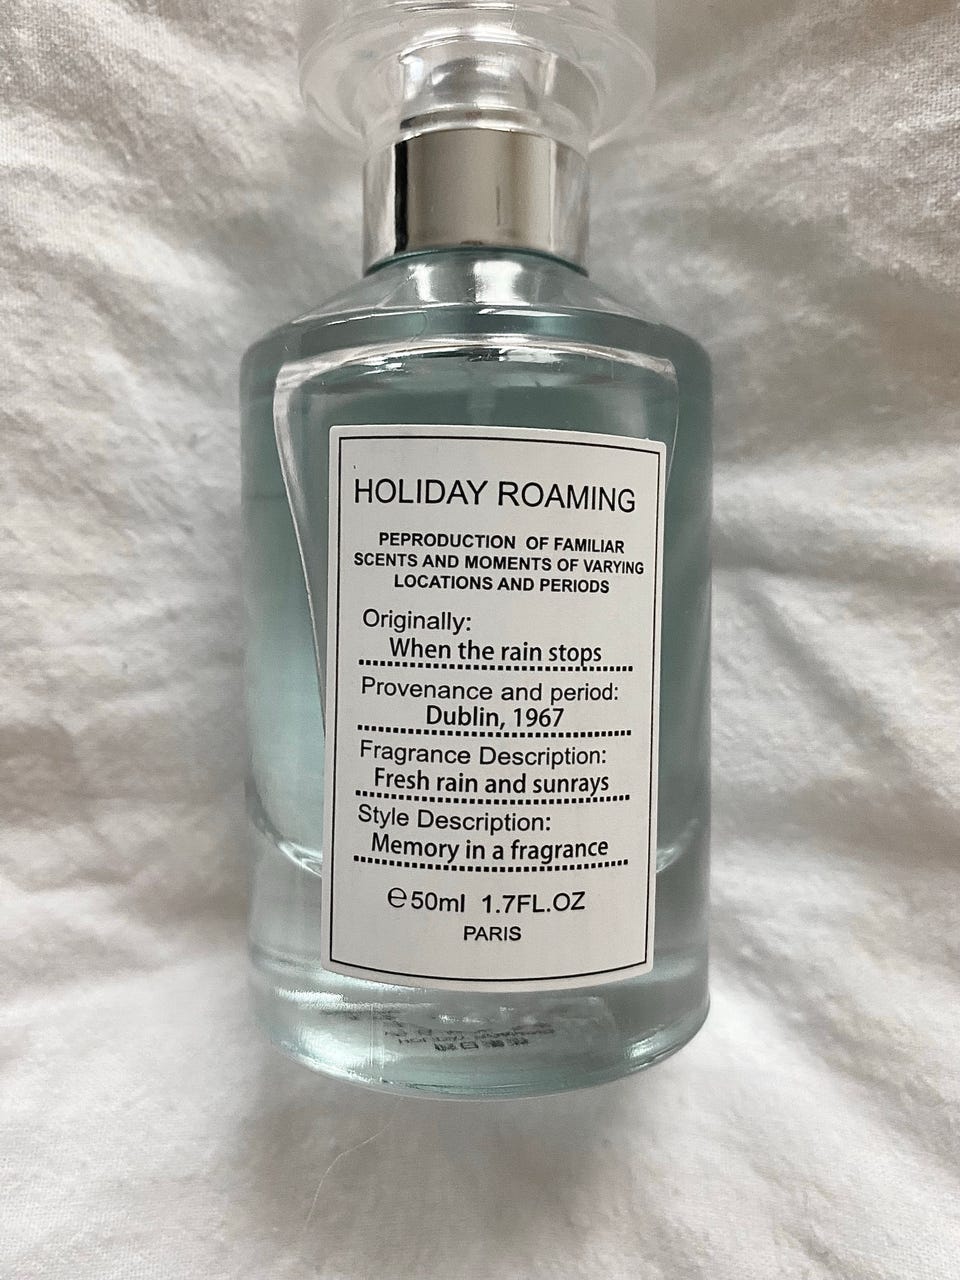 HOLIDAY ROAMING
PEPRODUCTION OF FAMILIAR
SCENTS AND MOMENTS OF VARYING
LOCATIONS AND PERIODS
Originally:
When the rain stops
Provenance and period:
Dublin, 1967
Fragrance Description:
Fresh rain and sunrays
Style Description:
Memory in a fragrance
℮50ml 1.7FL.OZ
PARIS